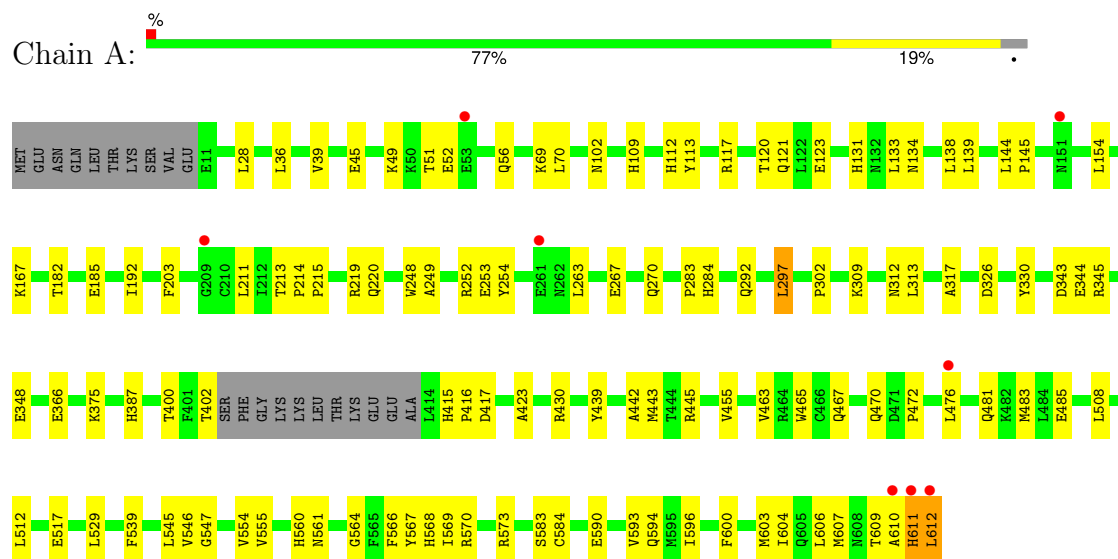 %
Chain A:
77% 19% •
MET GLU ASN GLN LEU THR LYS SER VAL GLU E11 L28 L36 V39 E45 K49 K50 T51 E52 E53 Q56 K69 L70 N102 H109 H112 Y113 R117 T120 Q121 L122 E123 H131 N132 L133 N134 L138 L139 L144 P145 N151 L154
K167 T182 E185 I192 F203 G209 C210 L211 I212 T213 P214 P215 R219 Q220 W248 A249 R252 E253 Y254 E261 N262 L263 E267 Q270 P283 H284 Q292 L297 P302 K309 N312 L313 A317 D326 Y330 D343 E344 R345
E348 E366 K375 H387 T400 F401 T402 SER PHE GLY LYS LYS LEU THR LYS GLU GLU ALA L414 H415 P416 D417 A423 R430 Y439 A442 M443 T444 R445 V455 V463 R464 W465 C466 Q467 Q470 D471 P472 L476 Q481 K482 M483 L484 E485 L508
L512 E517 L529 F539 L545 V546 G547 V554 V555 H560 N561 G564 F565 F566 Y567 H568 I569 R570 R573 S583 C584 E590 V593 Q594 M595 I596 F600 M603 I604 Q605 L606 M607 N608 T609 A610 H611 L612